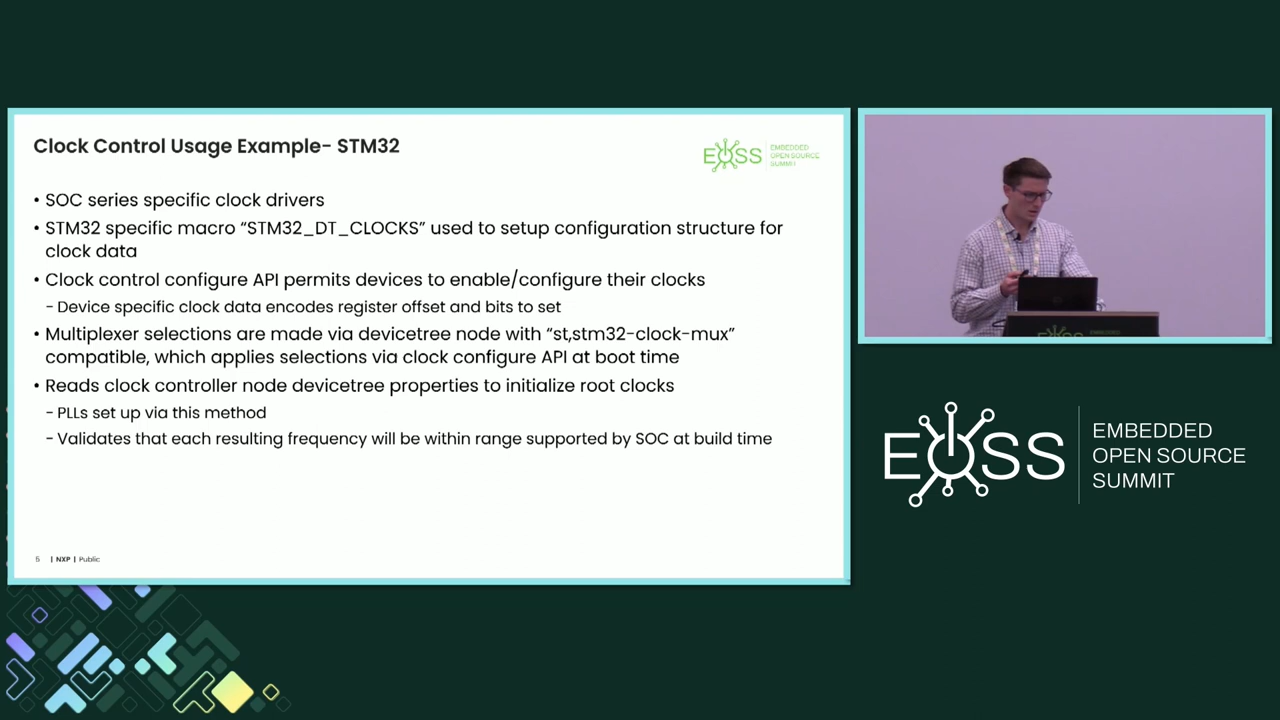 Clock Control Usage Example- STM32
EOSS
EMBEDDED
OPEN SOURCE
SUMMIT
• SOC series specific clock drivers
• STM32 specific macro “STM32_DT_CLOCKS” used to setup configuration structure for
clock data
• Clock control configure API permits devices to enable/configure their clocks
- Device specific clock data encodes register offset and bits to set
• Multiplexer selections are made via devicetree node with “st,stm32-clock-mux”
compatible, which applies selections via clock configure API at boot time
• Reads clock controller node devicetree properties to initialize root clocks
- PLLs set up via this method
- Validates that each resulting frequency will be within range supported by SOC at build time
5 | NXP | Public
EOSS
EMBEDDED
OPEN SOURCE
SUMMIT